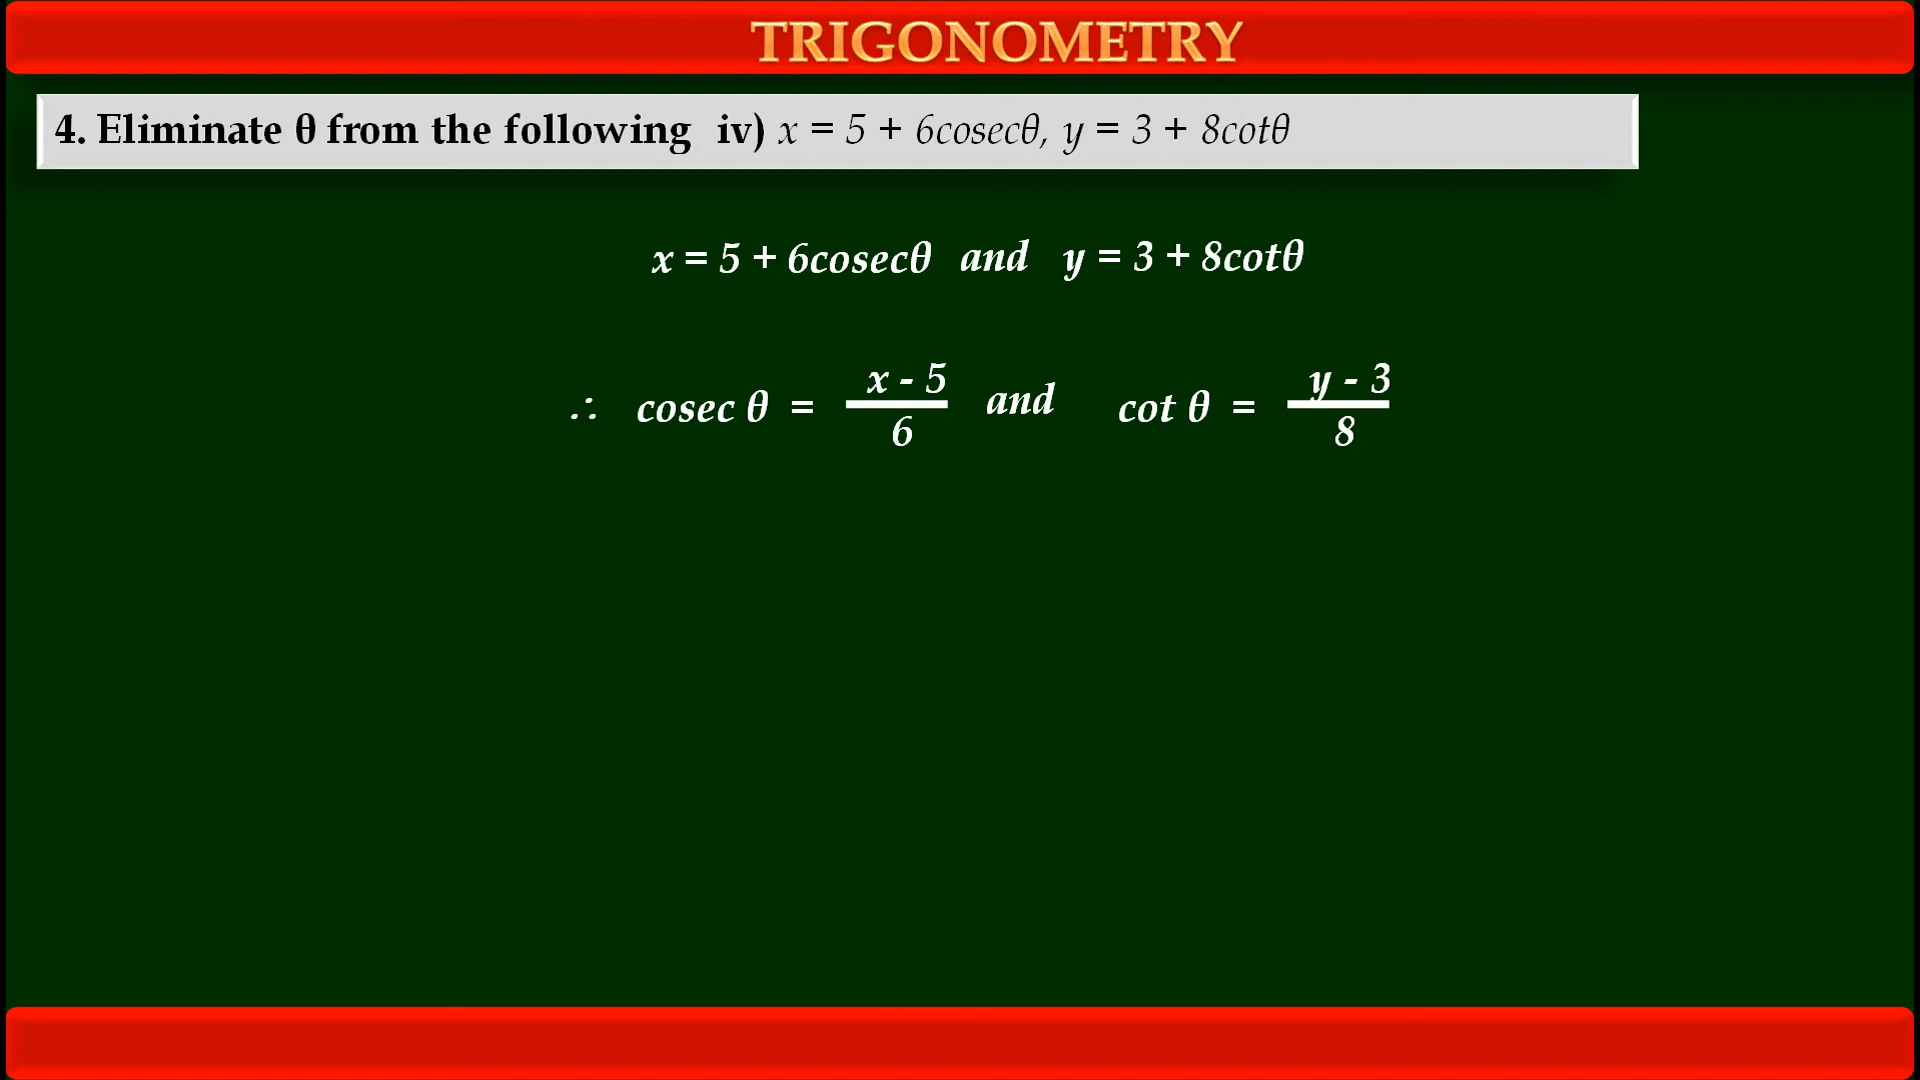 TRIGONOMETRY
4. Eliminate θ from the following iv) x = 5 + 6cosecθ, y = 3 + 8cotθ
x = 5 + 6cosecθ and y = 3 + 8cotθ
∴ cosec θ = x - 5 / 6 and cot θ = y - 3 / 8